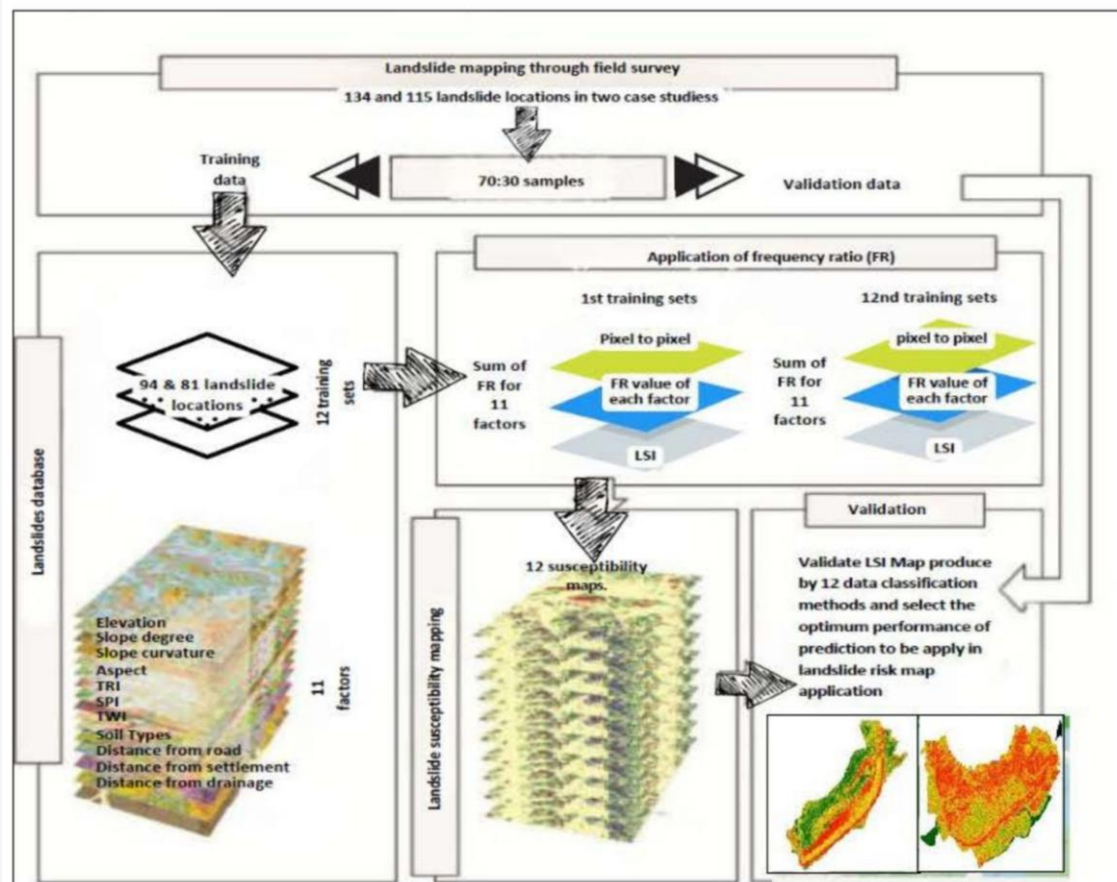 Landslide mapping through field survey
134 and 115 landslide locations in two case studiess
Training
data
70:30 samples
Validation data
Landslides database
94 & 81 landslide
locations
12 training
sets
Elevation
Slope degree
Slope curvature
Aspect
TRI
SPI
TWI
Soil Types
Distance from road
Distance from settlement
Distance from drainage
11
factors
Application of frequency ratio (FR)
1st training sets
Sum of
FR for
11
factors
Pixel to pixel
FR value of
each factor
LSI
12nd training sets
Sum of
FR for
11
factors
pixel to pixel
FR value of
each factor
LSI
Landslide susceptibility mapping
12 susceptibility
maps.
Validation
Validate LSI Map produce
by 12 data classification
methods and select the
optimum performance of
prediction to be apply in
landslide risk map
application